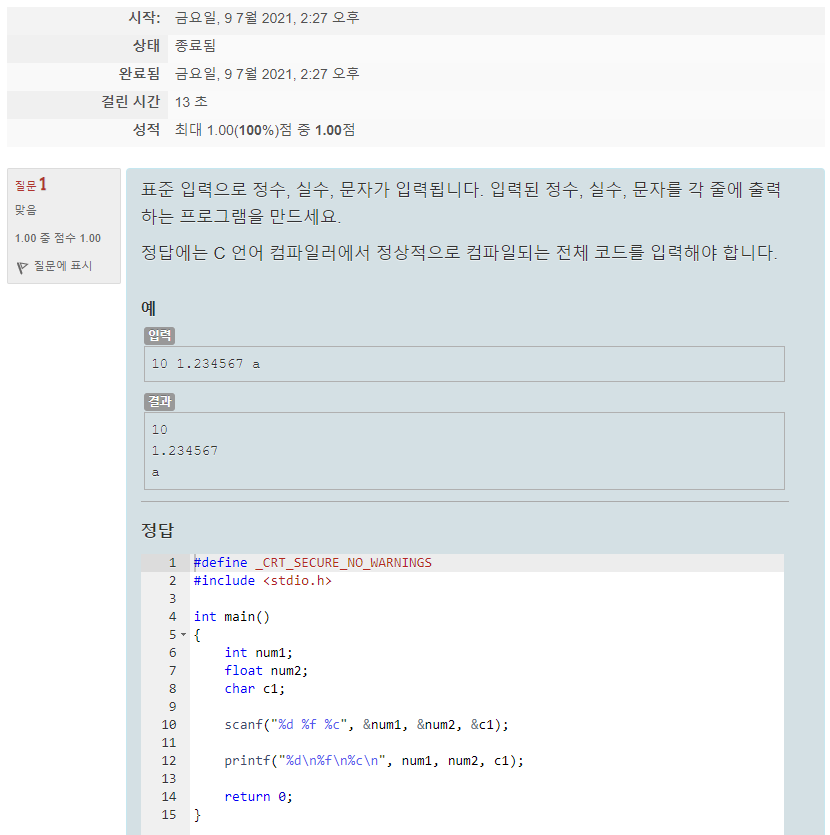 시작: 금요일, 9 7월 2021, 2:27 오후
상태 종료됨
완료됨 금요일, 9 7월 2021, 2:27 오후
걸린 시간 13 초
성적 최대 1.00(100%)점 중 1.00점
질문 1
맞음
1.00 중 점수 1.00
질문에 표시
표준 입력으로 정수, 실수, 문자가 입력됩니다. 입력된 정수, 실수, 문자를 각 줄에 출력
하는 프로그램을 만드세요.
정답에는 C 언어 컴파일러에서 정상적으로 컴파일되는 전체 코드를 입력해야 합니다.
예
입력
10 1.234567 a
결과
10
1.234567
a
정답
1 #define _CRT_SECURE_NO_WARNINGS
2 #include <stdio.h>
3
4 int main()
5 {
6 int num1;
7 float num2;
8 char c1;
9
10 scanf("%d %f %c", &num1, &num2, &c1);
11
12 printf("%d\n%f\n%c\n", num1, num2, c1);
13
14 return 0;
15 }